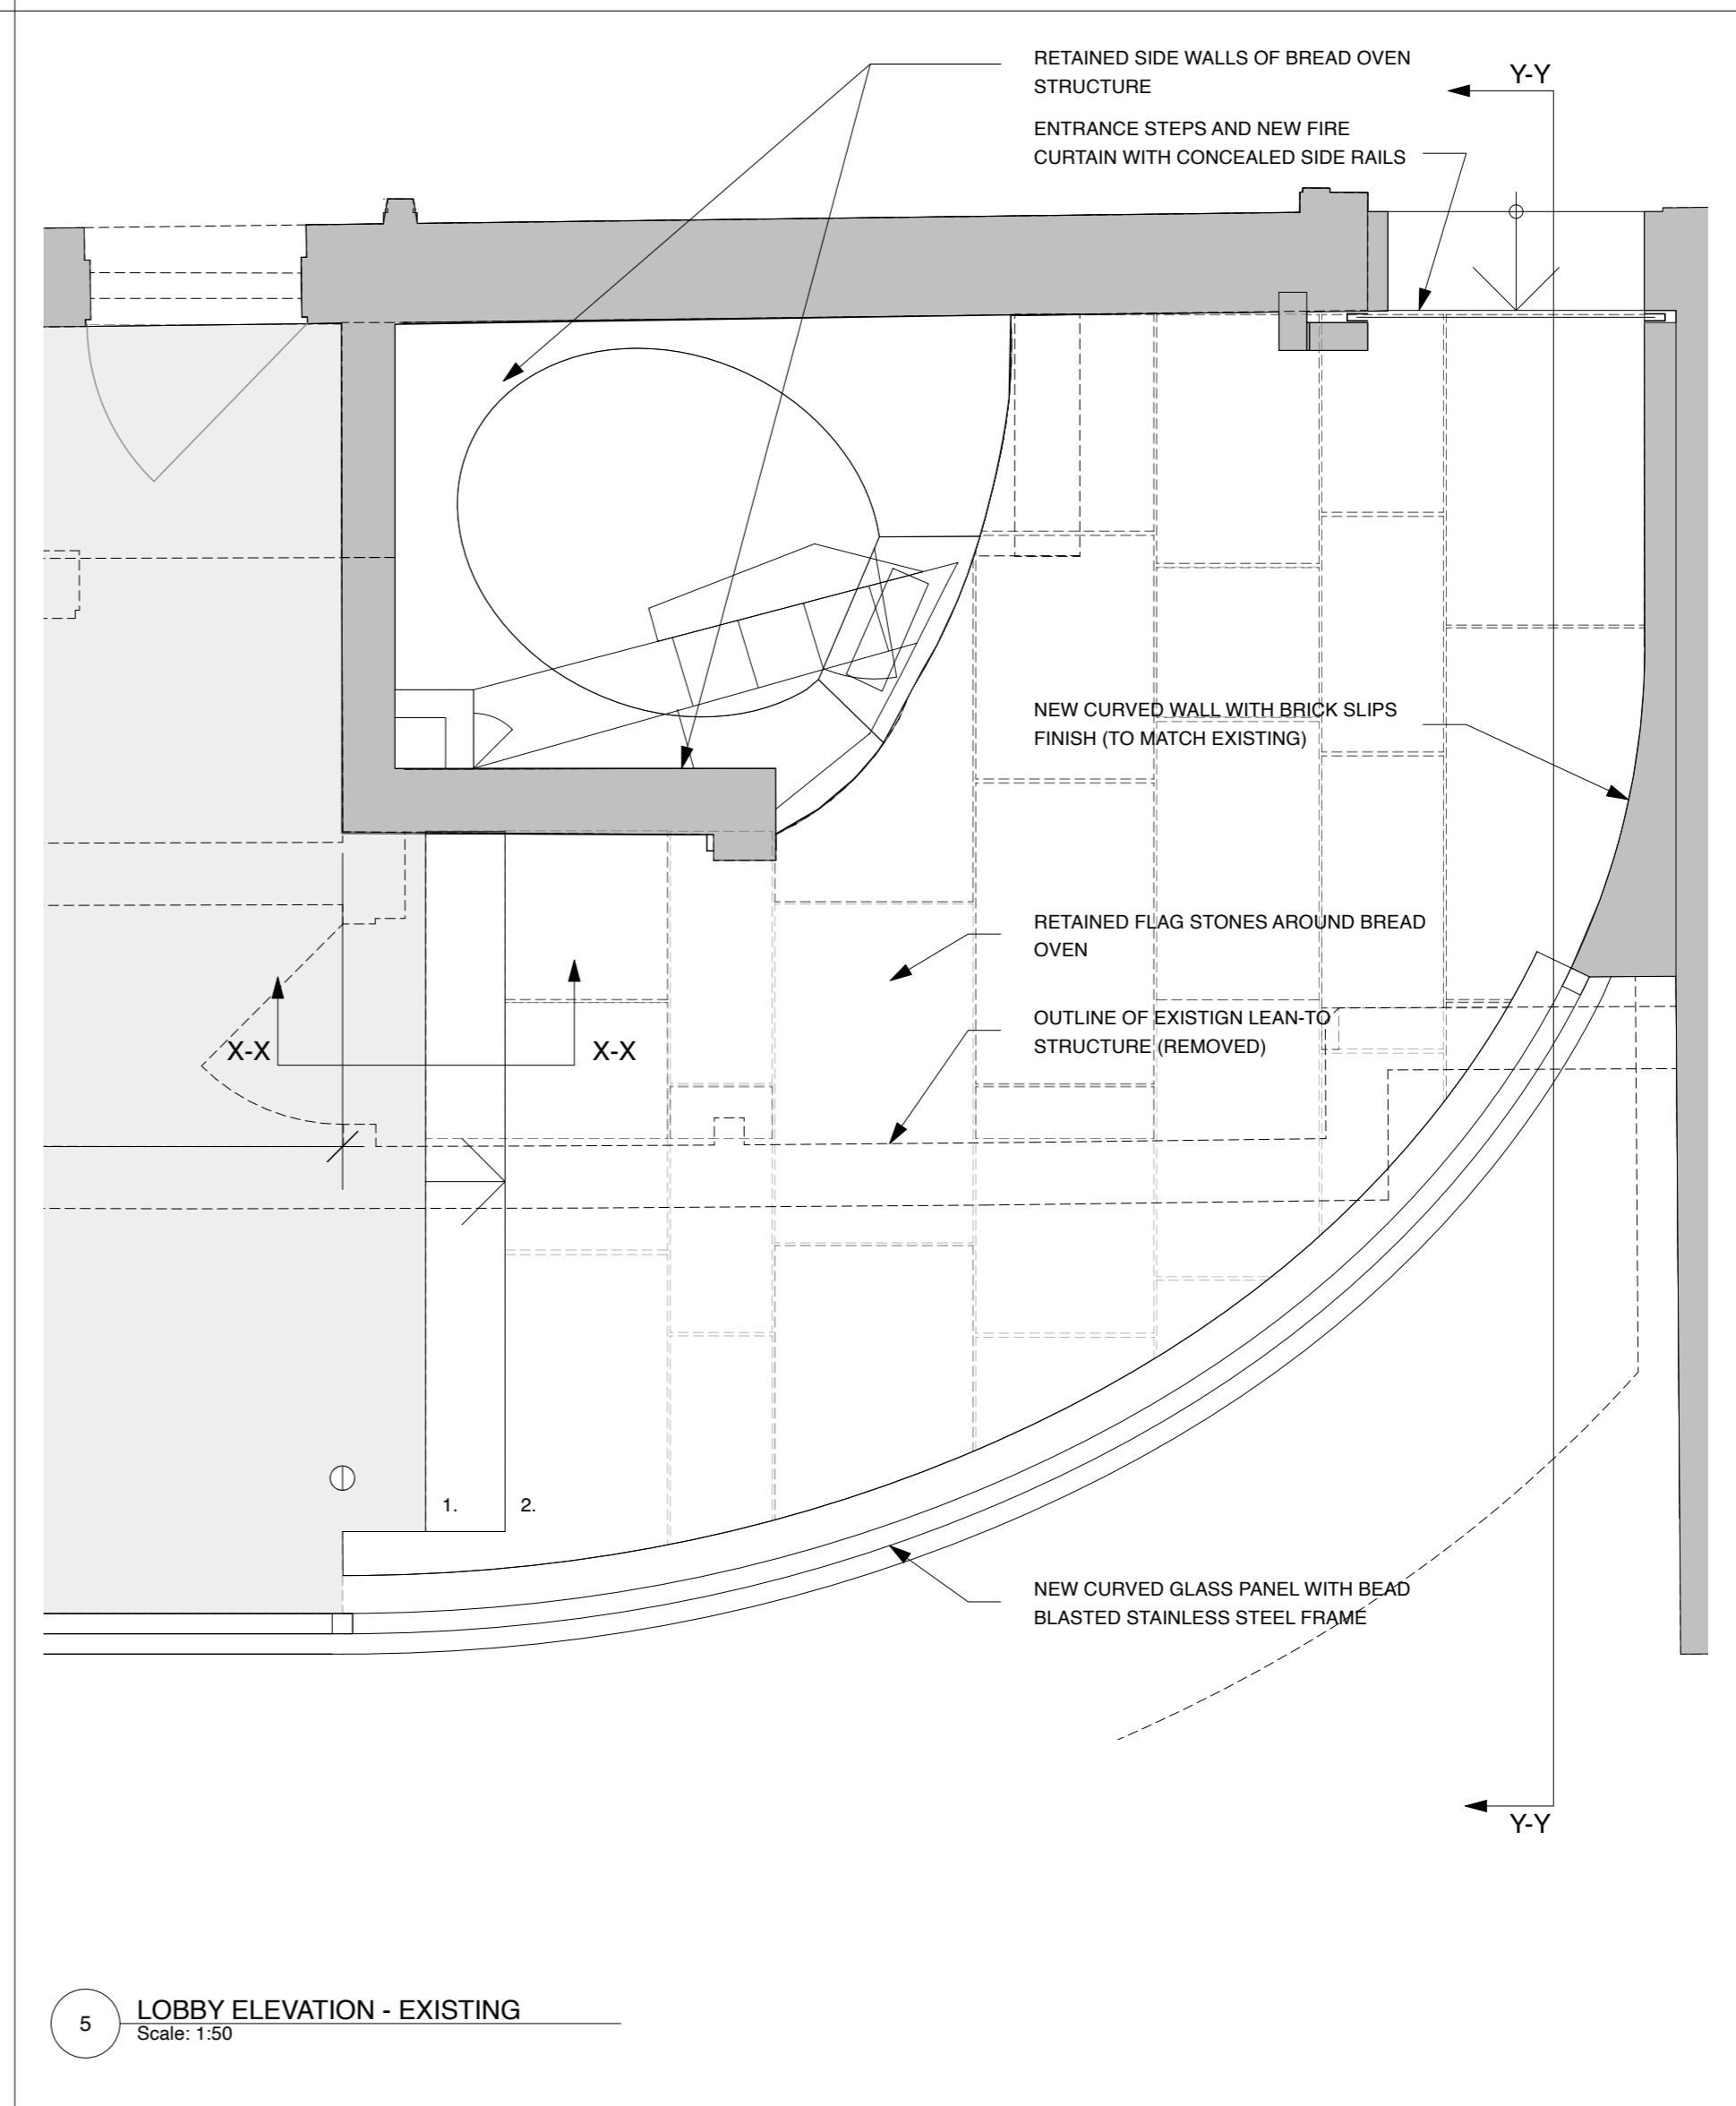 RETAINED SIDE WALLS OF BREAD OVEN
STRUCTURE
Y-Y
ENTRANCE STEPS AND NEW FIRE
CURTAIN WITH CONCEALED SIDE RAILS
NEW CURVED WALL WITH BRICK SLIPS
FINISH (TO MATCH EXISTING)
RETAINED FLAG STONES AROUND BREAD
OVEN
OUTLINE OF EXISTIGN LEAN-TO
STRUCTURE (REMOVED)
X-X
X-X
1.
2.
NEW CURVED GLASS PANEL WITH BEAD
BLASTED STAINLESS STEEL FRAME
Y-Y
5
LOBBY ELEVATION - EXISTING
Scale: 1:50